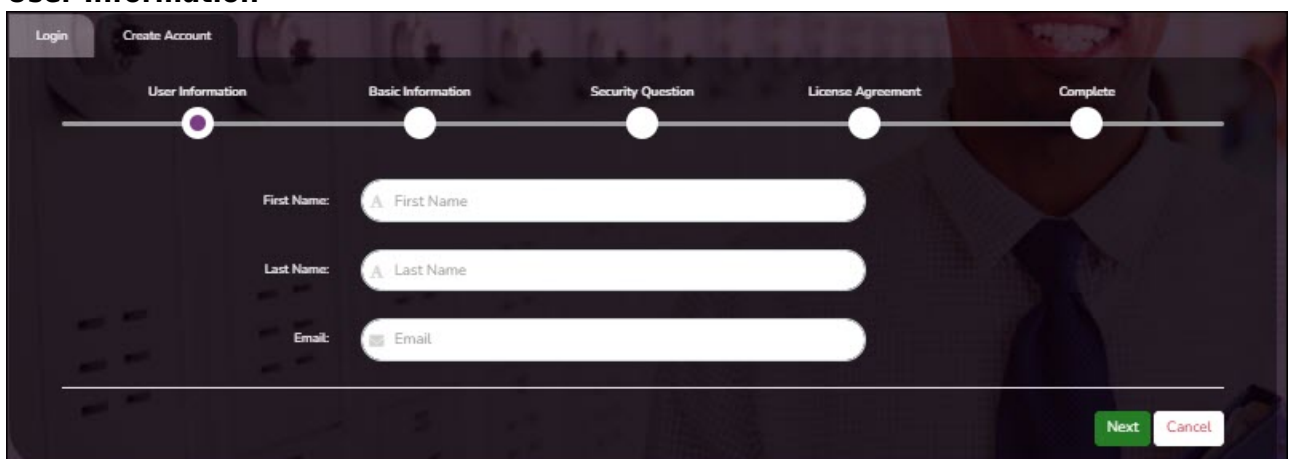 User Information
Login Create Account
User Information Basic Information Security Question License Agreement Complete
First Name: A First Name
Last Name: A Last Name
Email: Email
Next Cancel